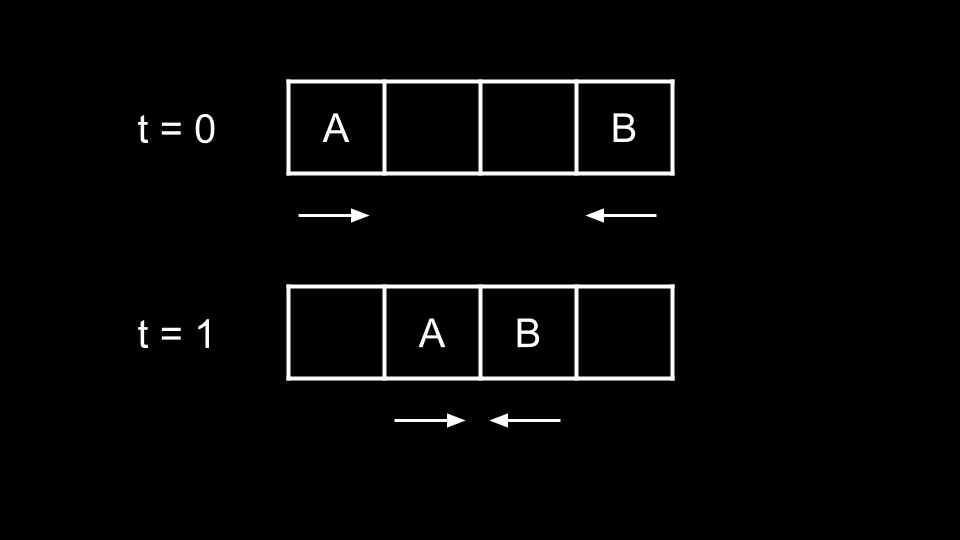 t = 0 A B
t = 1 A B